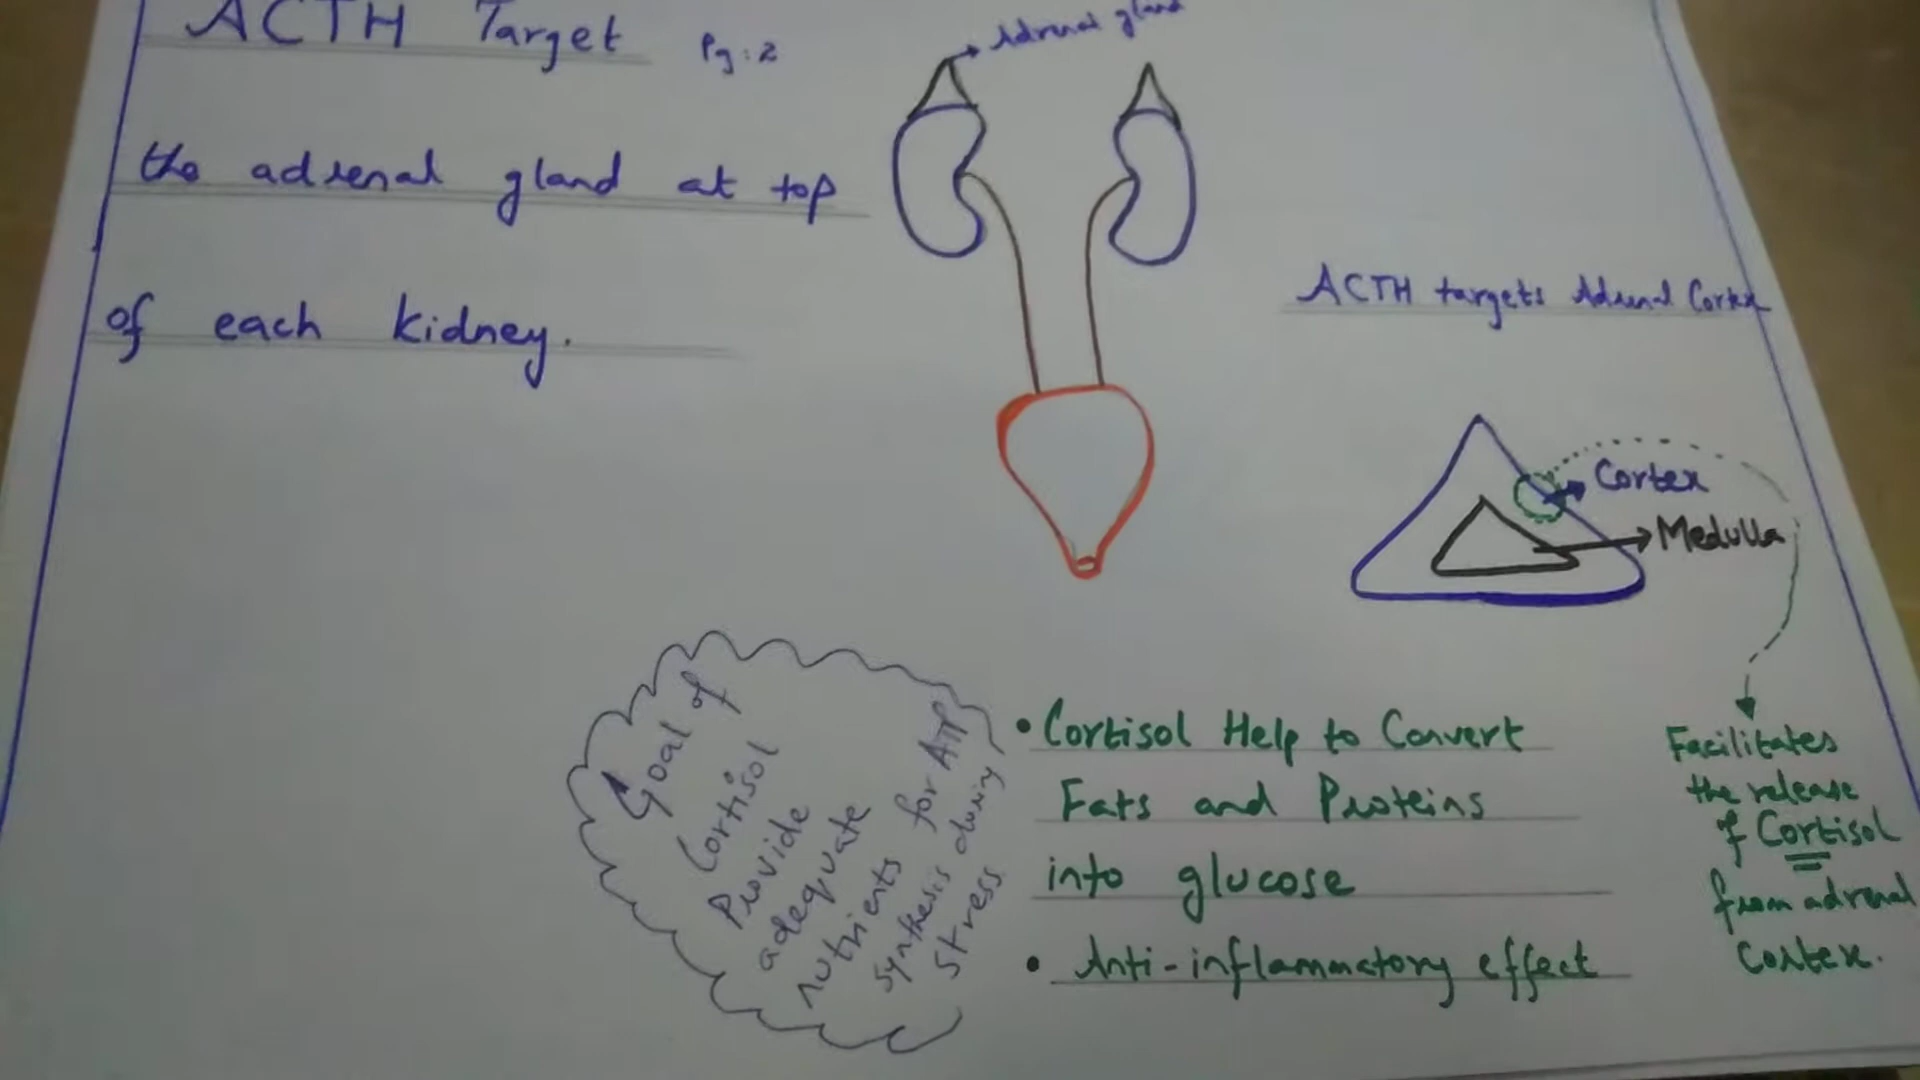 ACTH Target Pg:2
Adrenal gland
the adrenal gland at top
of each kidney.
ACTH targets Adrenal Cortex
Cortex
Medulla
Goal of
Cortisol
Provide
adequate
nutrients for ATP
synthesis during
stress.
• Cortisol Help to Convert
Fats and Proteins
into glucose
• Anti-inflammatory effect
Facilitates
the release
of Cortisol
from adrenal
Cortex.